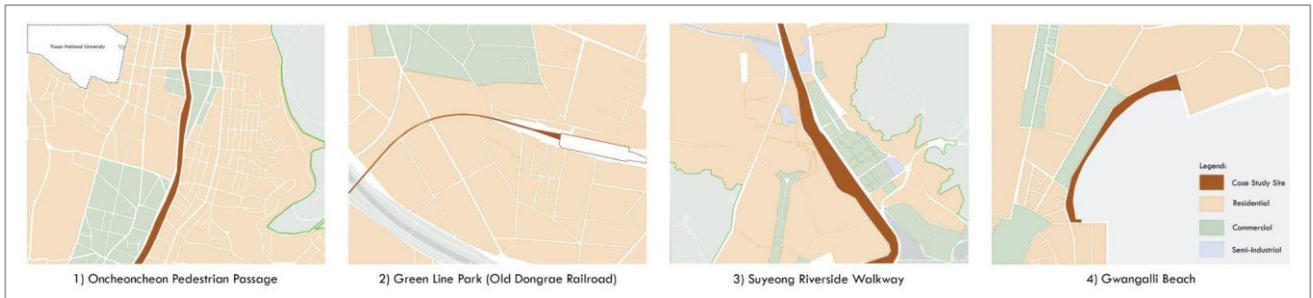 Pusan National University
Legend:
Case Study Site
Residential
Commercial
Semi-Industrial
1) Oncheoncheon Pedestrian Passage
2) Green Line Park (Old Dongrae Railroad)
3) Suyeong Riverside Walkway
4) Gwangalli Beach